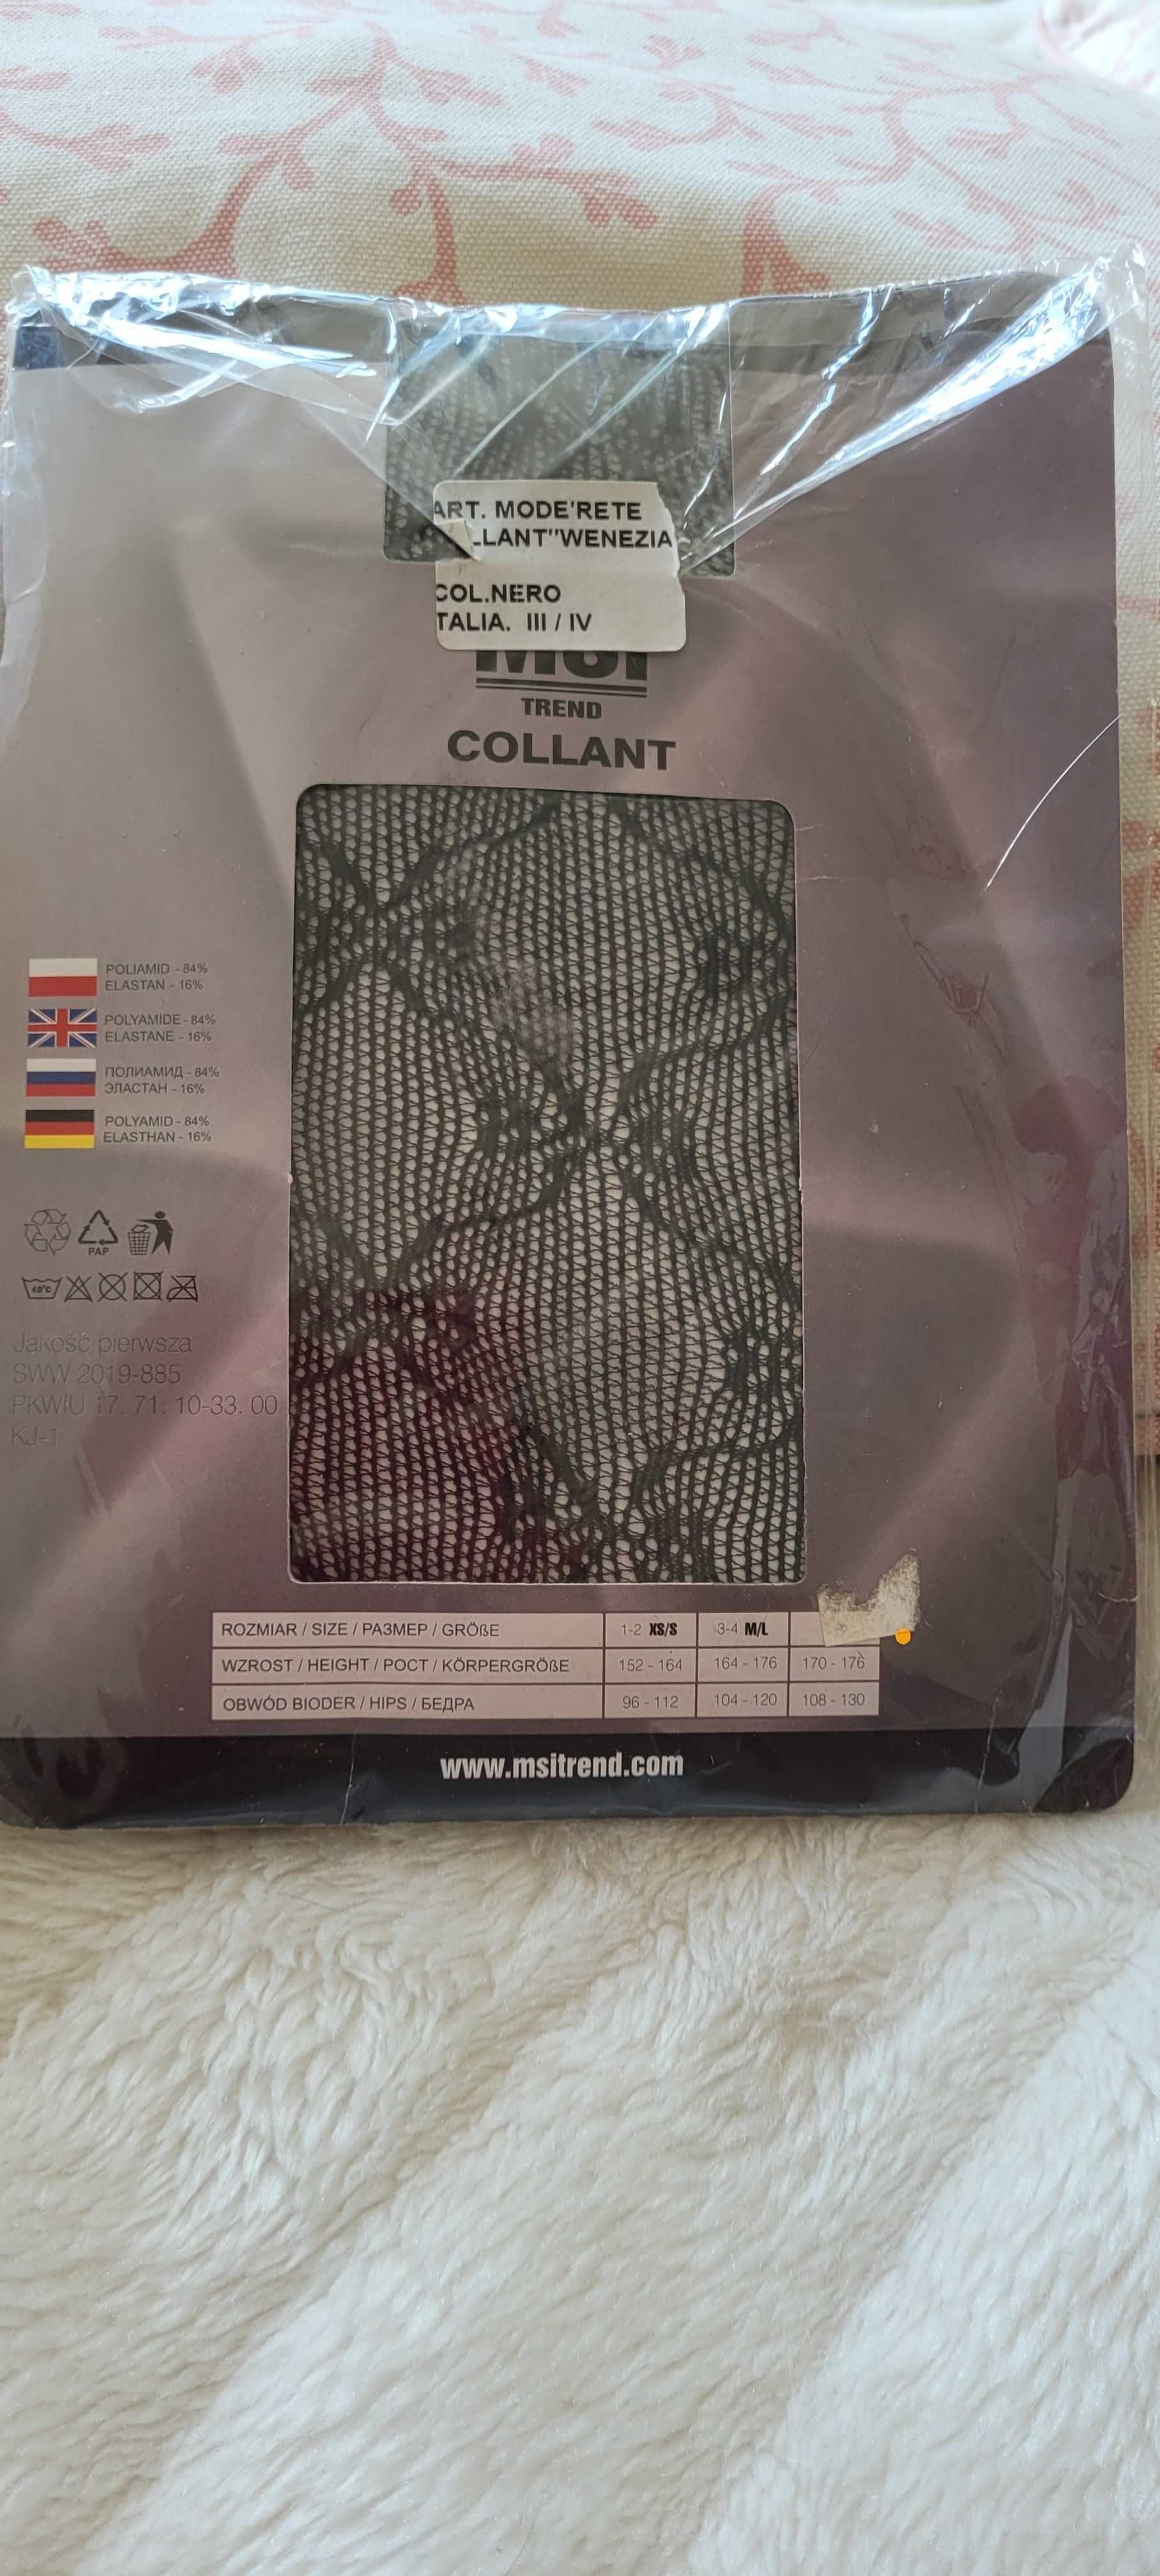 ART. MODE'RETE
LLANT"WENEZIA
COL.NERO
TALIA. III / IV
MSI
TREND
COLLANT
POLIAMID - 84%
ELASTAN - 16%
POLYAMIDE - 84%
ELASTANE - 16%
ПОЛИАМИД - 84%
ЭЛАСТАН - 16%
POLYAMID - 84%
ELASTHAN - 16%
PAP
40°C
Jakość pierwsza
SWW 2019-885
PKWIU 17. 71. 10-33. 00
KJ-1
ROZMIAR / SIZE / РАЗМЕР / GRÖßE 1-2 XS/S 3-4 M/L
WZROST / HEIGHT / РОСТ / KÖRPERGRÖßE 152 - 164 164 - 176 170 - 176
OBWÓD BIODER / HIPS / БЕДРА 96 - 112 104 - 120 108 - 130
www.msitrend.com